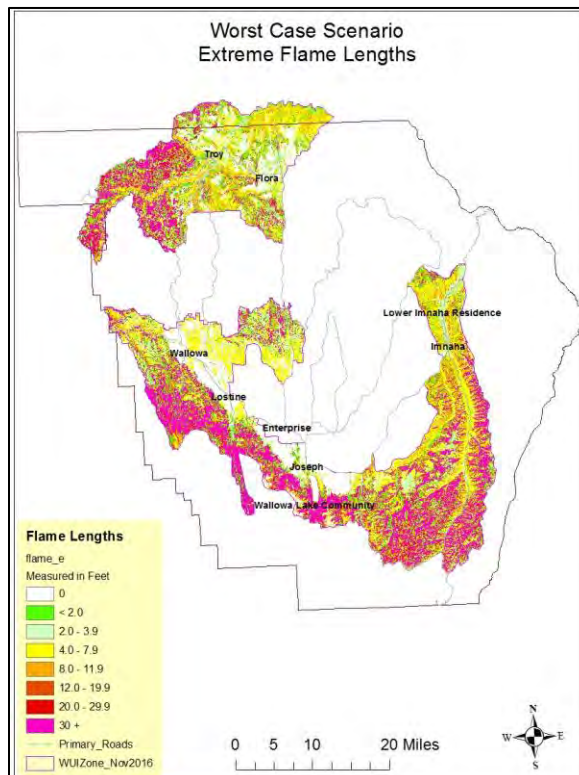 Worst Case Scenario
Extreme Flame Lengths
Troy
Flora
Lower Imnaha Residence
Imnaha
Wallowa
Lostine
Enterprise
Joseph
Wallowa Lake Community
Flame Lengths
flame_e
Measured in Feet
0
< 2.0
2.0 - 3.9
4.0 - 7.9
8.0 - 11.9
12.0 - 19.9
20.0 - 29.9
30 +
Primary_Roads
WUIZone_Nov2016
0 5 10 20 Miles
N
W E
S